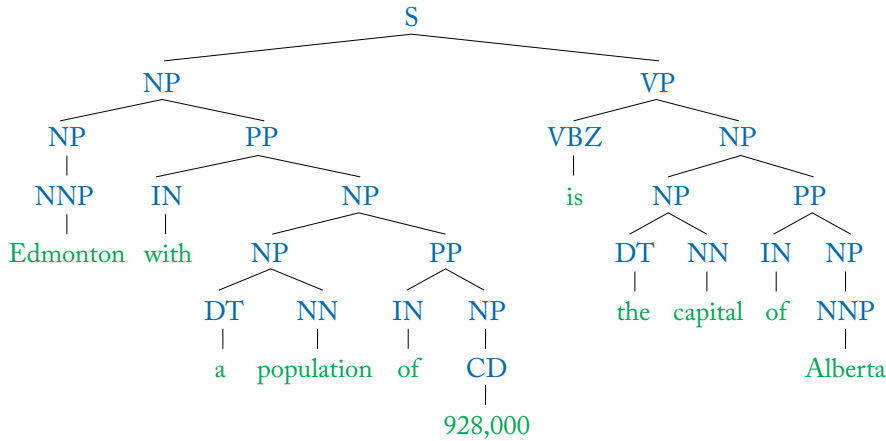 S
NP VP
NP PP VBZ NP
NNP IN NP is NP PP
Edmonton with NP PP DT NN IN NP
DT NN IN NP the capital of NNP
a population of CD Alberta
928,000